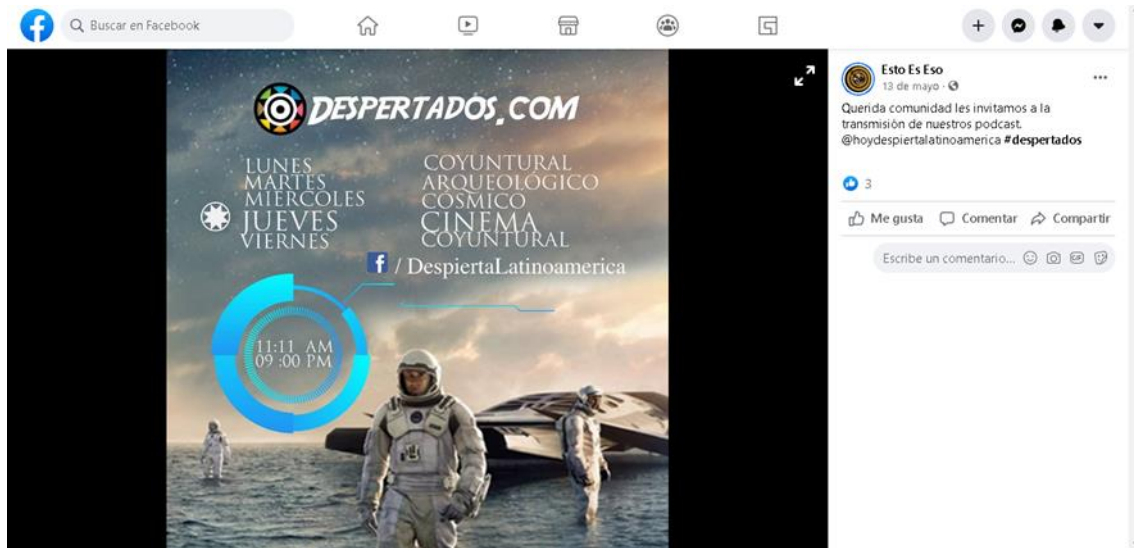 Buscar en Facebook
DESPERTADOS.COM
LUNES
MARTES
MIERCOLES
JUEVES
VIERNES
COYUNTURAL
ARQUEOLÓGICO
CÓSMICO
CINEMA
COYUNTURAL
f / DespiertaLatinoamerica
11:11 AM
09 :00 PM
Esto Es Eso
13 de mayo ·
Querida comunidad les invitamos a la
transmisión de nuestros podcast.
@hoydespiertalatinoamerica #despertados
3
Me gusta Comentar Compartir
Escribe un comentario...